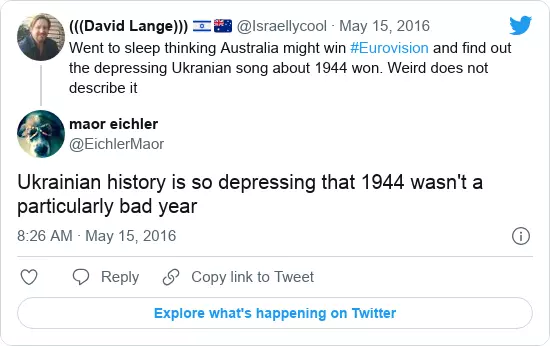 (((David Lange))) 🇮🇱 🇦🇺 @Israellycool · May 15, 2016
Went to sleep thinking Australia might win #Eurovision and find out
the depressing Ukranian song about 1944 won. Weird does not
describe it
maor eichler
@EichlerMaor
Ukrainian history is so depressing that 1944 wasn't a
particularly bad year
8:26 AM · May 15, 2016
Reply
Copy link to Tweet
Explore what's happening on Twitter